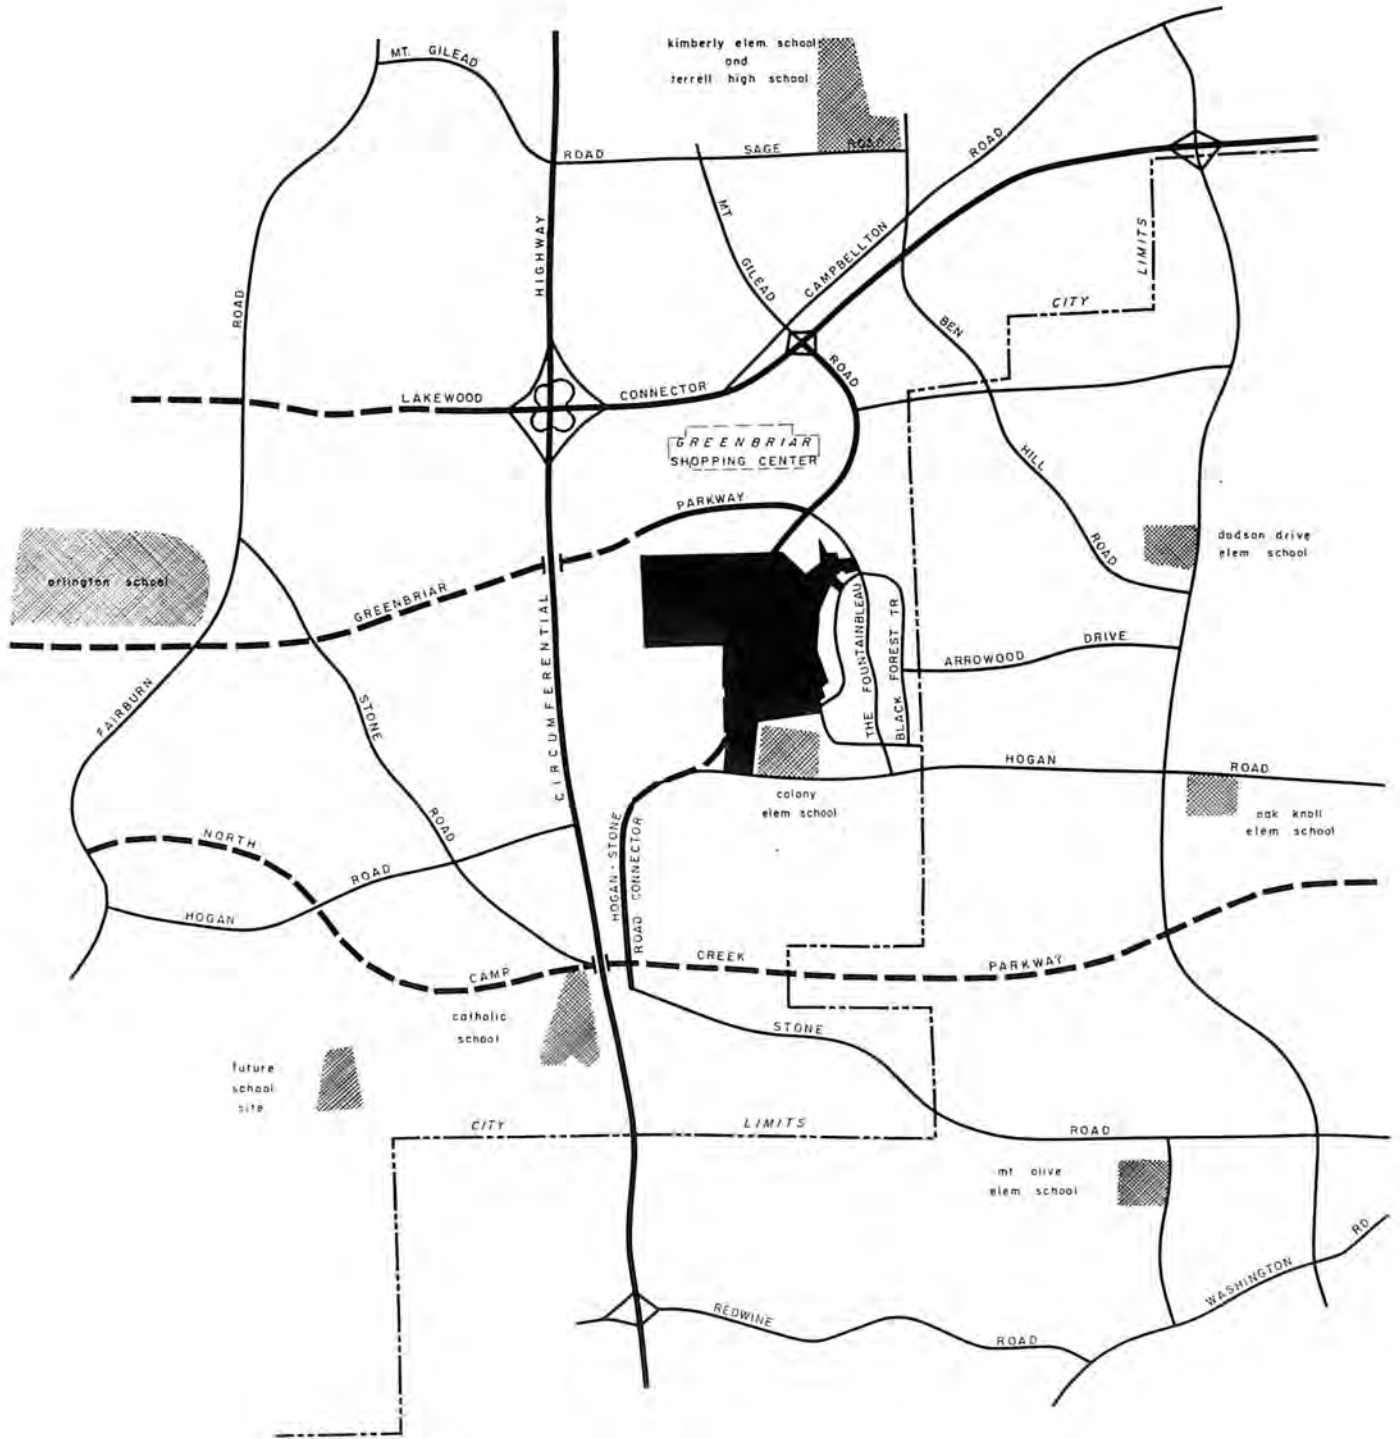 kimberly elem. school
and
terrell high school
MT. GILEAD
ROAD
SAGE
ROAD
ROAD
MT
GILEAD
CAMPBELLTON
ROAD
HIGHWAY
LIMITS
CITY
BEN
HILL
ROAD
ROAD
LAKEWOOD
CONNECTOR
ROAD
GREENBRIAR
SHOPPING CENTER
PARKWAY
dodson drive
elem school
arlington school
GREENBRIAR
CIRCUMFERENTIAL
THE FOUNTAINBLEAU
BLACK FOREST TR
ARROWOOD
DRIVE
FAIRBURN
STONE
ROAD
HOGAN
ROAD
colony
elem school
oak knoll
elem school
NORTH
ROAD
HOGAN
HOGAN - STONE
ROAD CONNECTOR
CAMP
CREEK
PARKWAY
catholic
school
STONE
future
school
site
CITY
LIMITS
ROAD
mt olive
elem school
REDWINE
ROAD
WASHINGTON
RD